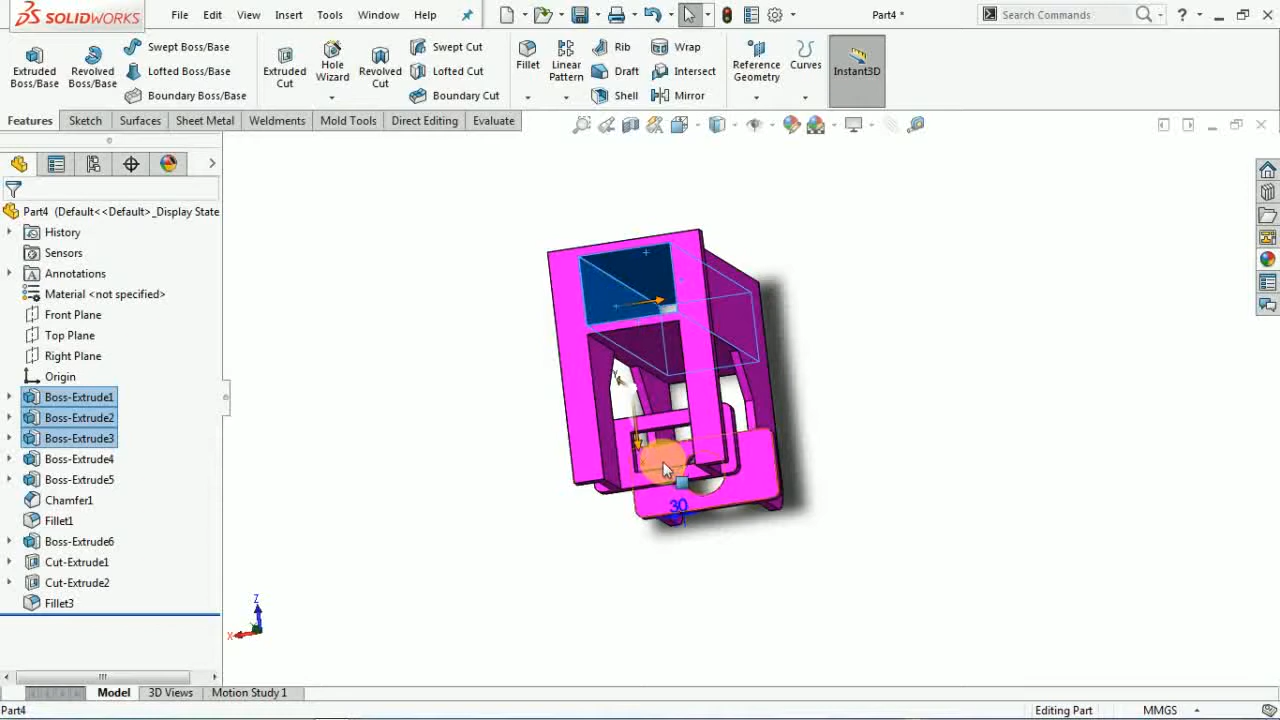 SOLIDWORKS File Edit View Insert Tools Window Help Part4 * Search Commands ?
Extruded Boss/Base Revolved Boss/Base Swept Boss/Base Lofted Boss/Base Boundary Boss/Base Extruded Cut Hole Wizard Revolved Cut Swept Cut Lofted Cut Boundary Cut Fillet Linear Pattern Rib Draft Shell Wrap Intersect Mirror Reference Geometry Curves Instant3D
Features Sketch Surfaces Sheet Metal Weldments Mold Tools Direct Editing Evaluate
Part4 (Default<<Default>_Display State
History
Sensors
Annotations
Material <not specified>
Front Plane
Top Plane
Right Plane
Origin
Boss-Extrude1
Boss-Extrude2
Boss-Extrude3
Boss-Extrude4
Boss-Extrude5
Chamfer1
Fillet1
Boss-Extrude6
Cut-Extrude1
Cut-Extrude2
Fillet3
30
Z
X
Model 3D Views Motion Study 1
Part4 Editing Part MMGS